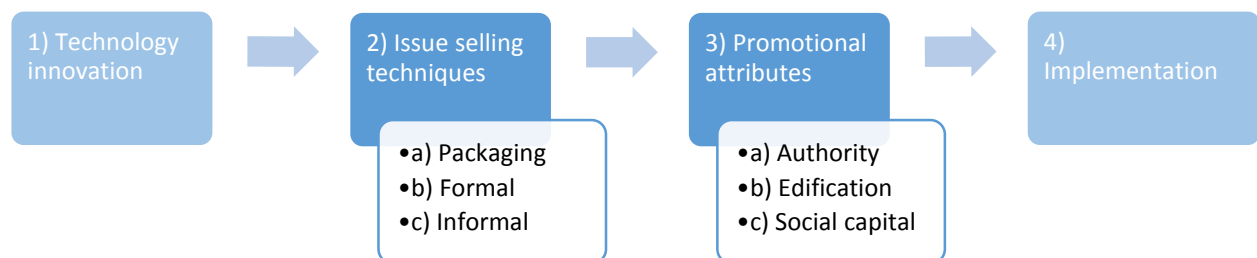 1) Technology
innovation
2) Issue selling
techniques
•a) Packaging
•b) Formal
•c) Informal
3) Promotional
attributes
•a) Authority
•b) Edification
•c) Social capital
4)
Implementation